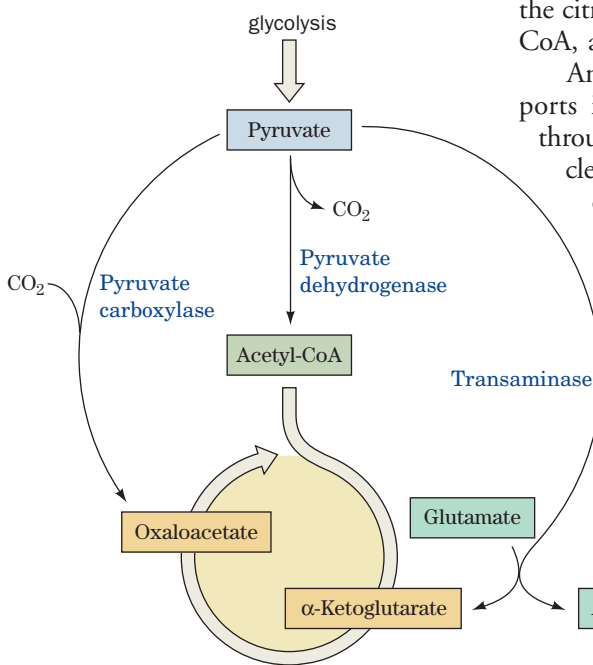 glycolysis
Pyruvate
CO₂
Pyruvate
dehydrogenase
CO₂
Pyruvate
carboxylase
Acetyl-CoA
Transaminase
Oxaloacetate
Glutamate
α-Ketoglutarate
the citr
CoA, a
An
ports i
throu
cle